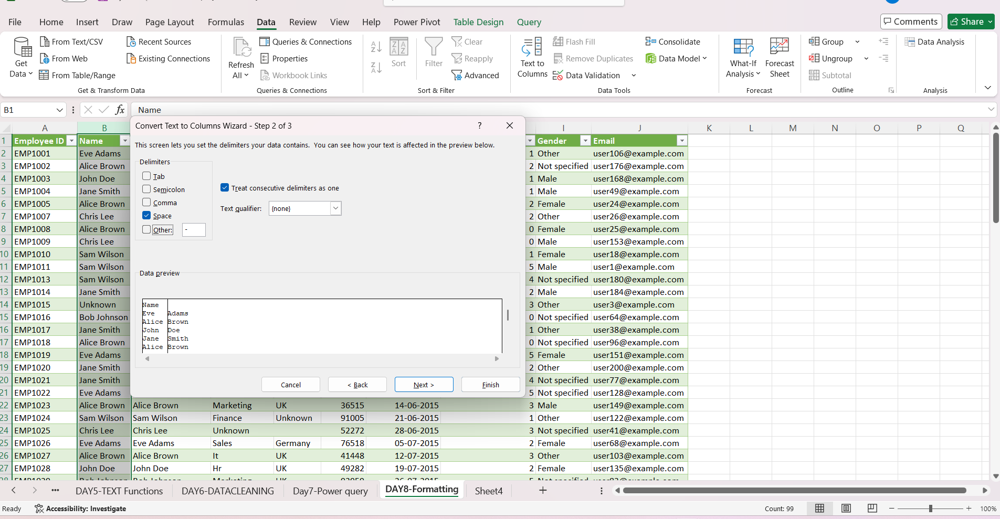 File Home Insert Draw Page Layout Formulas Data Review View Help Power Pivot Table Design Query Comments Share
Get Data
From Text/CSV
From Web
From Table/Range
Recent Sources
Existing Connections
Get & Transform Data
Refresh All
Queries & Connections
Properties
Workbook Links
Queries & Connections
Sort
Filter
Clear
Reapply
Advanced
Sort & Filter
Text to Columns
Flash Fill
Remove Duplicates
Data Validation
Consolidate
Data Model
Data Tools
What-If Analysis
Forecast Sheet
Forecast
Group
Ungroup
Subtotal
Outline
Data Analysis
Analysis
B1 fx Name
A B I J K L M N O P Q
Convert Text to Columns Wizard - Step 2 of 3 ?
This screen lets you set the delimiters your data contains. You can see how your text is affected in the preview below.
Delimiters
Tab
Semicolon
Comma
Space
Other: -
Treat consecutive delimiters as one
Text qualifier: {none}
Data preview
Name
Eve Adams
Alice Brown
John Doe
Jane Smith
Alice Brown
Cancel < Back Next > Finish
1 Employee ID Name Gender Email
2 EMP1001 Eve Adams 1 Other user106@example.com
3 EMP1002 Alice Brown 2 Not specified user176@example.com
4 EMP1003 John Doe 1 Male user168@example.com
5 EMP1004 Jane Smith 1 Male user49@example.com
6 EMP1005 Alice Brown 2 Female user24@example.com
7 EMP1007 Chris Lee 2 Other user26@example.com
8 EMP1008 Alice Brown 0 Female user25@example.com
9 EMP1009 Chris Lee 0 Male user153@example.com
10 EMP1010 Sam Wilson 1 Female user18@example.com
11 EMP1011 Sam Wilson 5 Male user1@example.com
12 EMP1013 Sam Wilson 4 Not specified user180@example.com
13 EMP1014 Jane Smith 2 Male user184@example.com
14 EMP1015 Unknown 3 Other user3@example.com
15 EMP1016 Bob Johnson 0 Not specified user64@example.com
16 EMP1017 Jane Smith 1 Other user38@example.com
17 EMP1018 Alice Brown 0 Not specified user96@example.com
18 EMP1019 Eve Adams 5 Female user151@example.com
19 EMP1020 Jane Smith 2 Other user200@example.com
20 EMP1021 Jane Smith 4 Not specified user77@example.com
21 EMP1022 Eve Adams 5 Not specified user128@example.com
22 EMP1023 Alice Brown Alice Brown Marketing UK 36515 14-06-2015 3 Male user149@example.com
23 EMP1024 Sam Wilson Sam Wilson Finance Unknown 91005 21-06-2015 1 Other user122@example.com
24 EMP1025 Chris Lee Chris Lee Unknown 52272 28-06-2015 3 Not specified user41@example.com
25 EMP1026 Eve Adams Eve Adams Sales Germany 76518 05-07-2015 2 Female user68@example.com
26 EMP1027 Alice Brown Alice Brown It UK 41448 12-07-2015 3 Other user103@example.com
27 EMP1028 John Doe John Doe Hr UK 49282 19-07-2015 2 Female user135@example.com
DAY5-TEXT Functions DAY6-DATACLEANING Day7-Power query DAY8-Formatting Sheet4
Ready Accessibility: Investigate Count: 99 100%